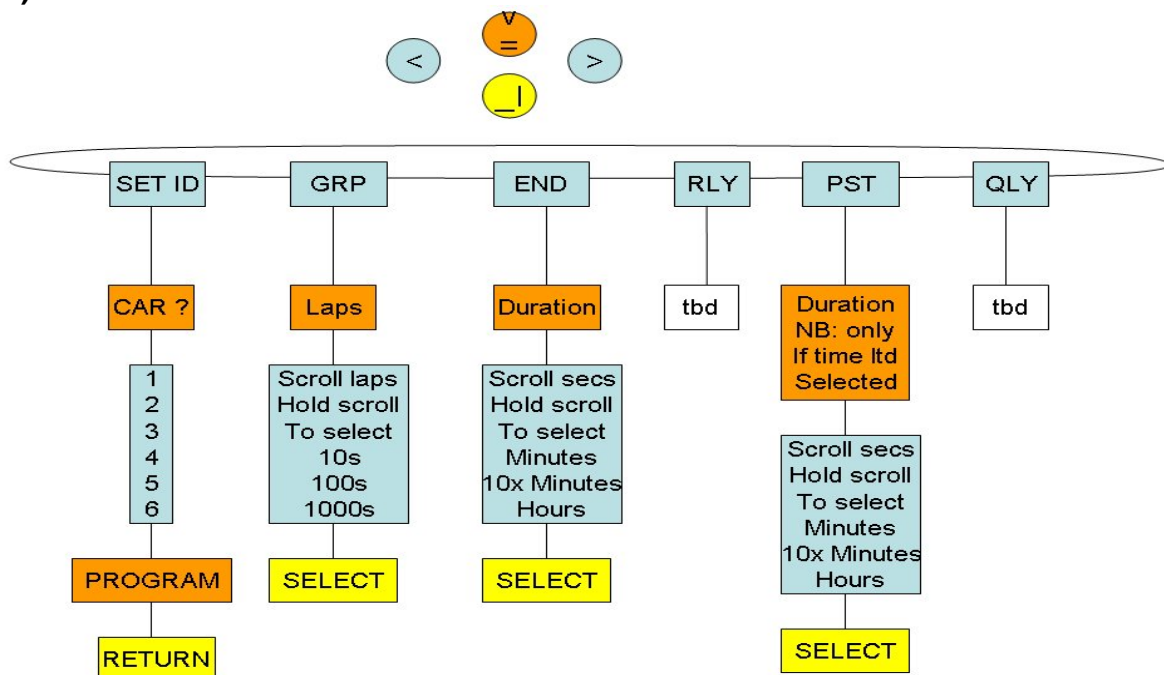 )
v
=
<
>
_|
SET ID
GRP
END
RLY
PST
QLY
CAR ?
Laps
Duration
tbd
Duration
NB: only
If time ltd
Selected
tbd
1
2
3
4
5
6
Scroll laps
Hold scroll
To select
10s
100s
1000s
Scroll secs
Hold scroll
To select
Minutes
10x Minutes
Hours
Scroll secs
Hold scroll
To select
Minutes
10x Minutes
Hours
PROGRAM
SELECT
SELECT
SELECT
RETURN